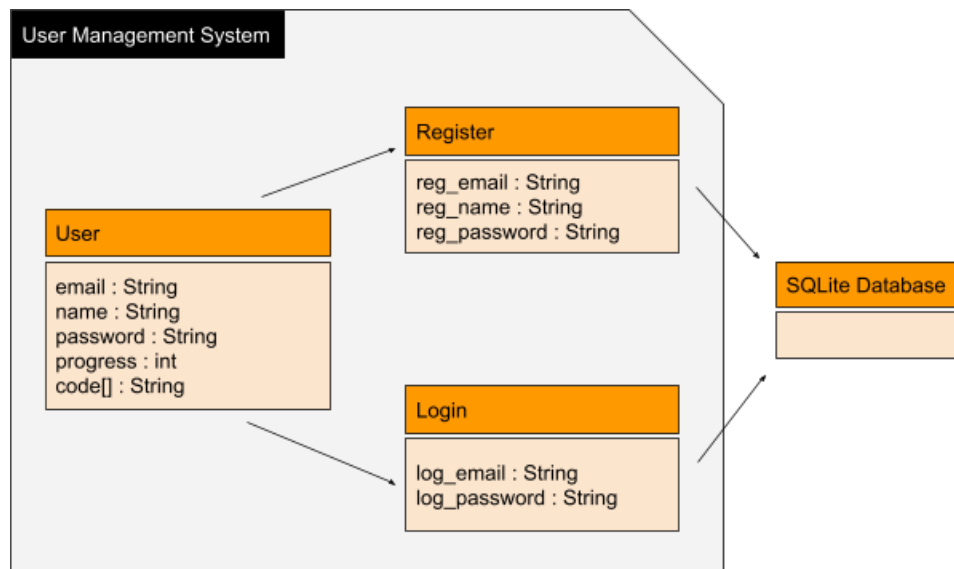 User Management System
Register
reg_email : String
reg_name : String
reg_password : String
User
email : String
name : String
password : String
progress : int
code[] : String
SQLite Database
Login
log_email : String
log_password : String